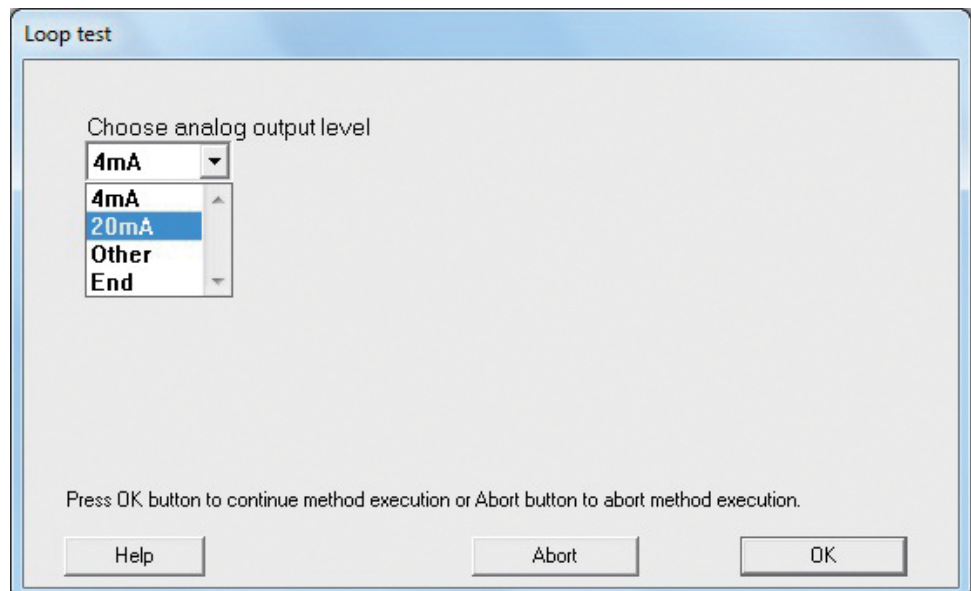 Loop test
Choose analog output level
4mA
4mA
20mA
Other
End
Press OK button to continue method execution or Abort button to abort method execution.
Help
Abort
OK